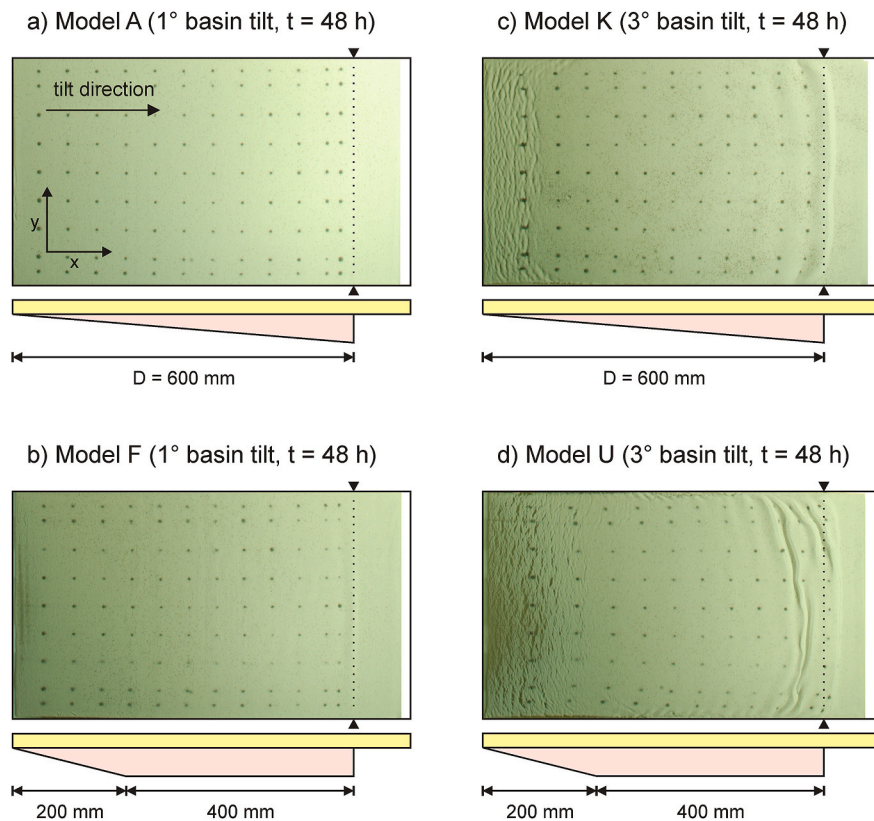 a) Model A (1° basin tilt, t = 48 h)
tilt direction
y
x
D = 600 mm
c) Model K (3° basin tilt, t = 48 h)
D = 600 mm
b) Model F (1° basin tilt, t = 48 h)
200 mm
400 mm
d) Model U (3° basin tilt, t = 48 h)
200 mm
400 mm